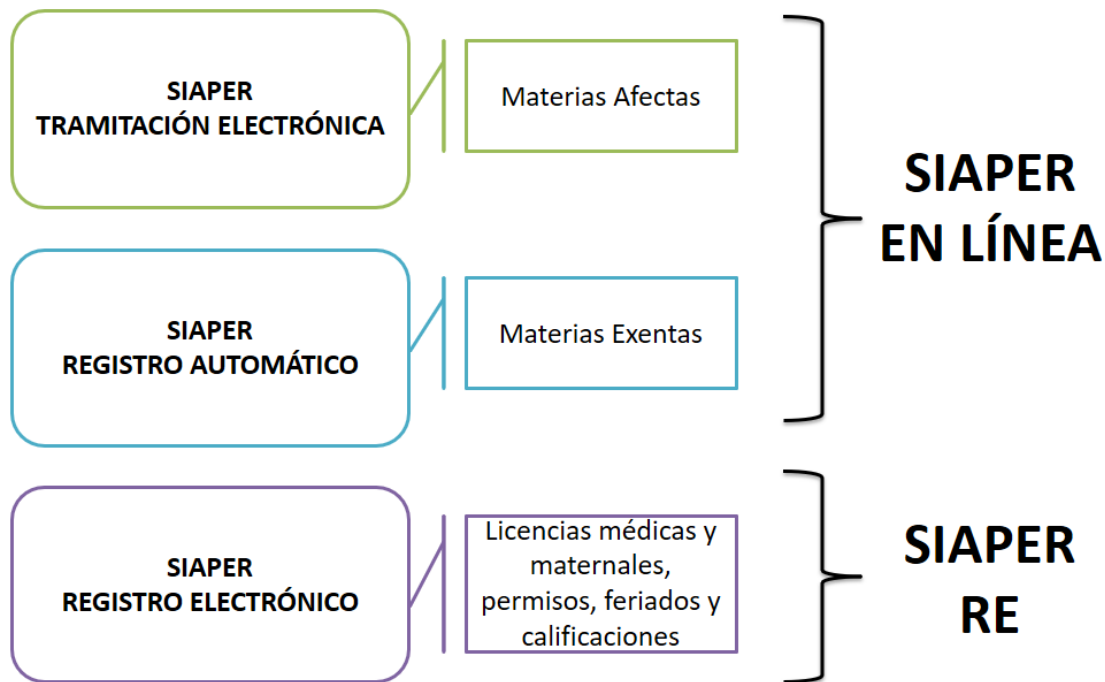 SIAPER
TRAMITACIÓN ELECTRÓNICA
Materias Afectas
SIAPER
REGISTRO AUTOMÁTICO
Materias Exentas
SIAPER
EN LÍNEA
SIAPER
REGISTRO ELECTRÓNICO
Licencias médicas y
maternales,
permisos, feriados y
calificaciones
SIAPER
RE